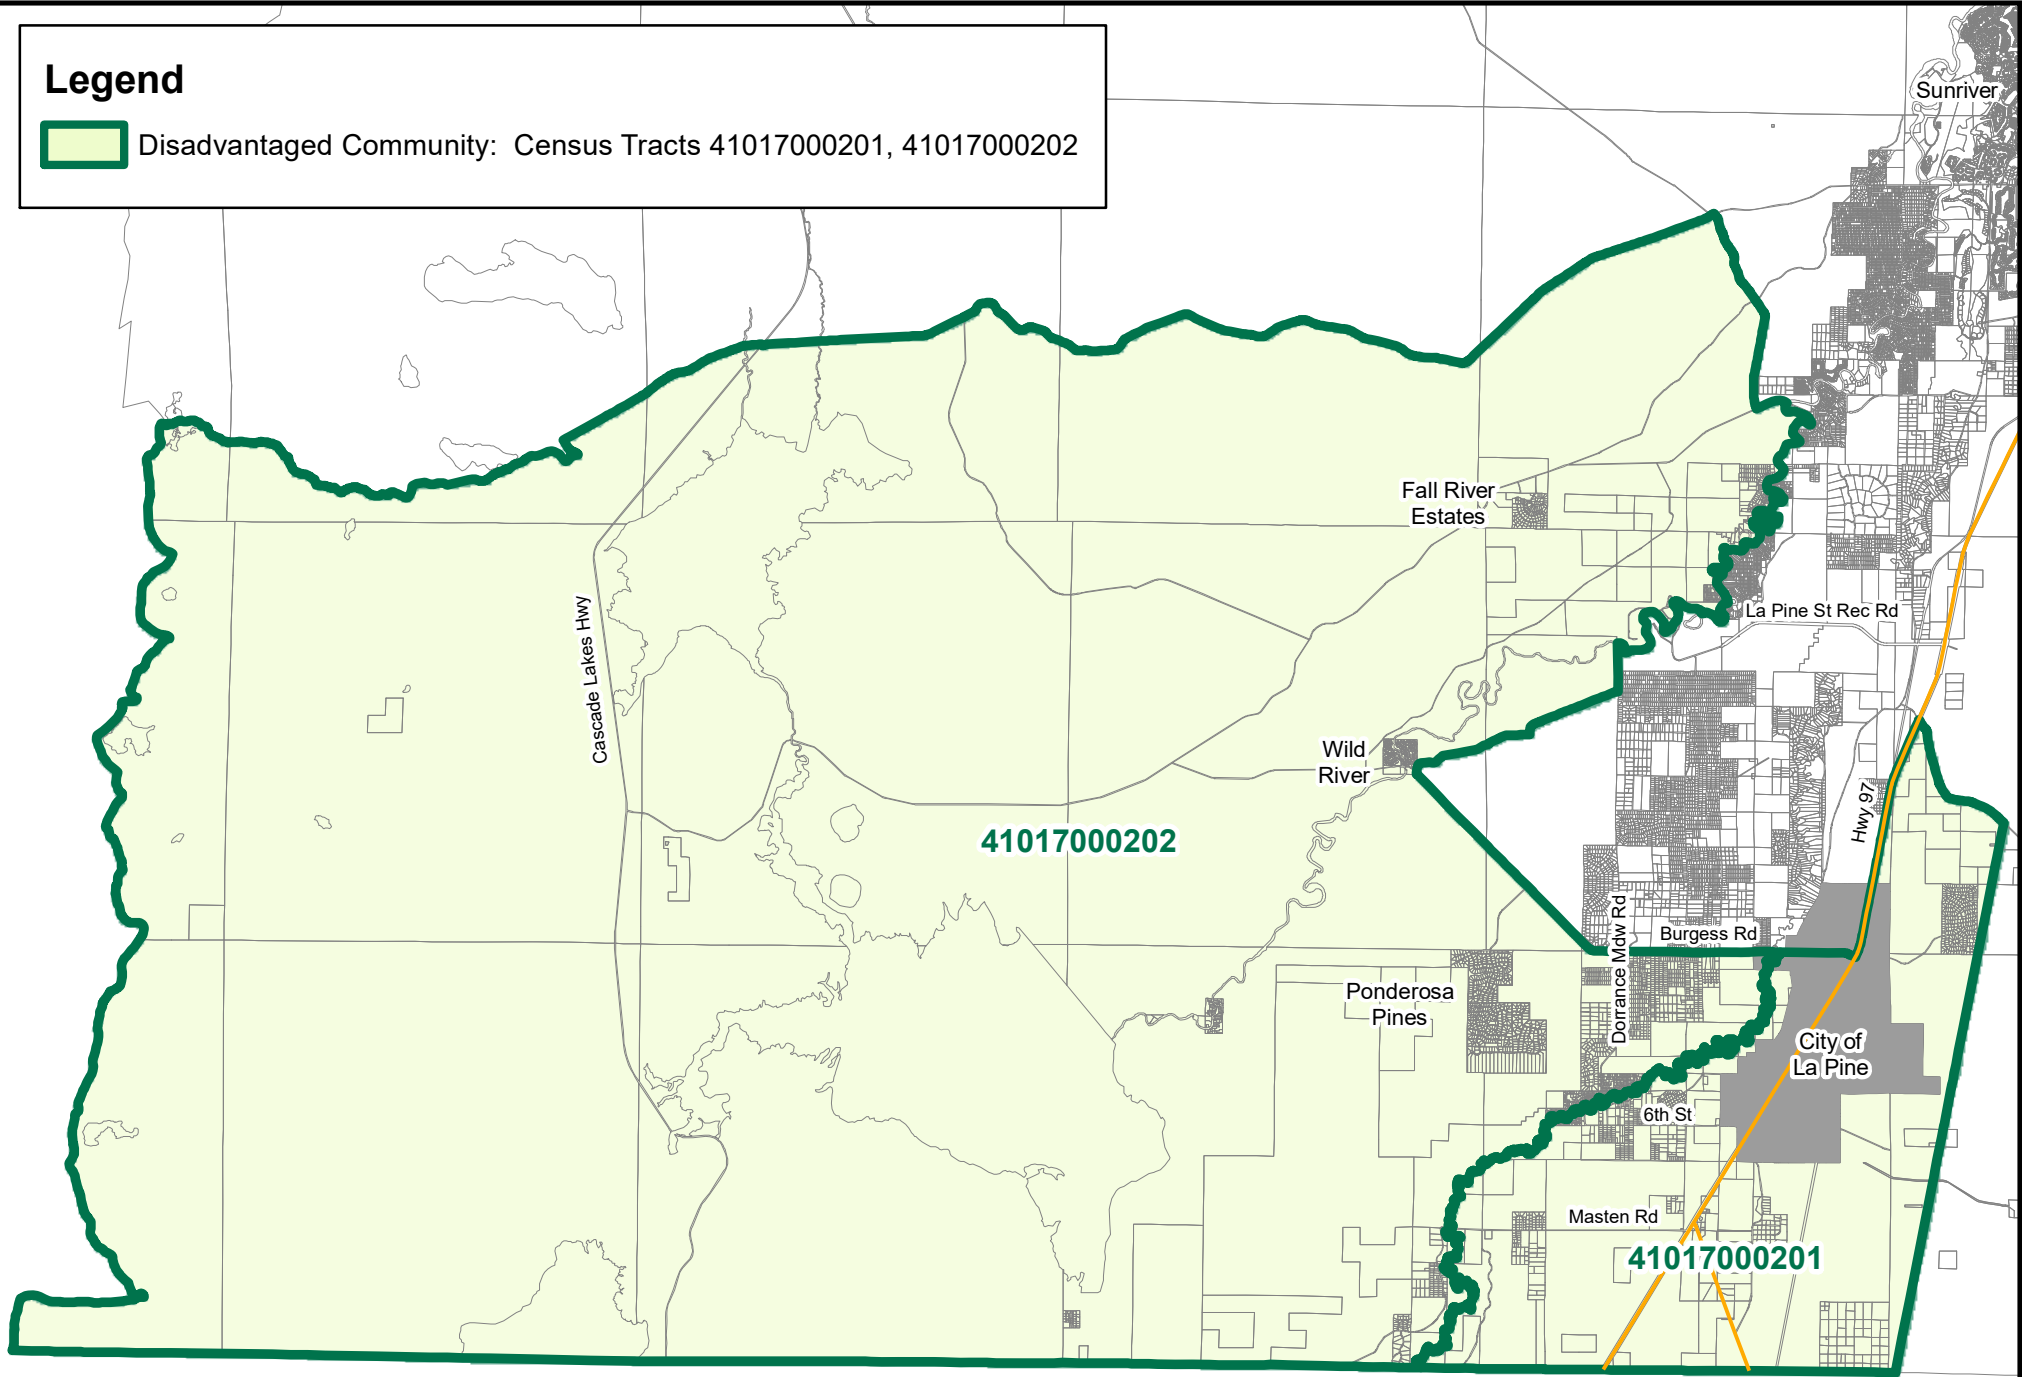 Legend
Disadvantaged Community: Census Tracts 41017000201, 41017000202
Sunriver
Fall River
Estates
La Pine St Rec Rd
Cascade Lakes Hwy
Wild
River
Hwy 97
41017000202
Dorrance Mdw Rd
Burgess Rd
Ponderosa
Pines
City of
La Pine
6th St
Masten Rd
41017000201